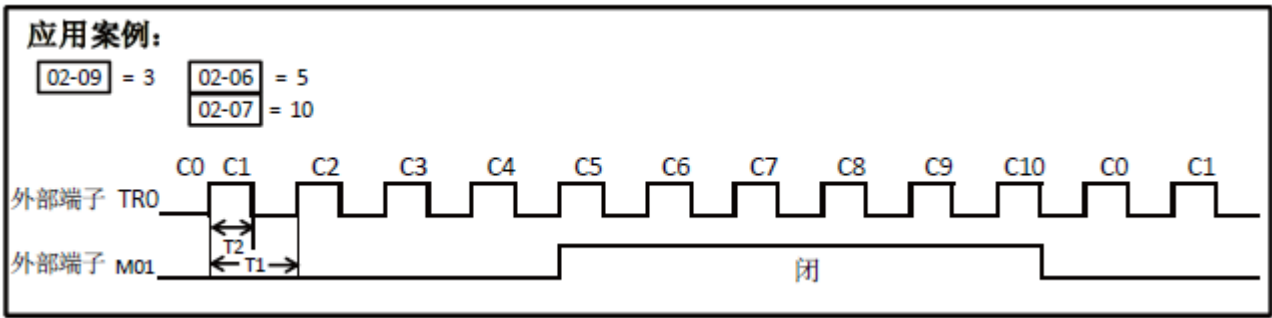 应用案例:
02-09 = 3 02-06 = 5
02-07 = 10
C0 C1 C2 C3 C4 C5 C6 C7 C8 C9 C10 C0 C1
外部端子 TR0
T2
外部端子 M01 T1 闭